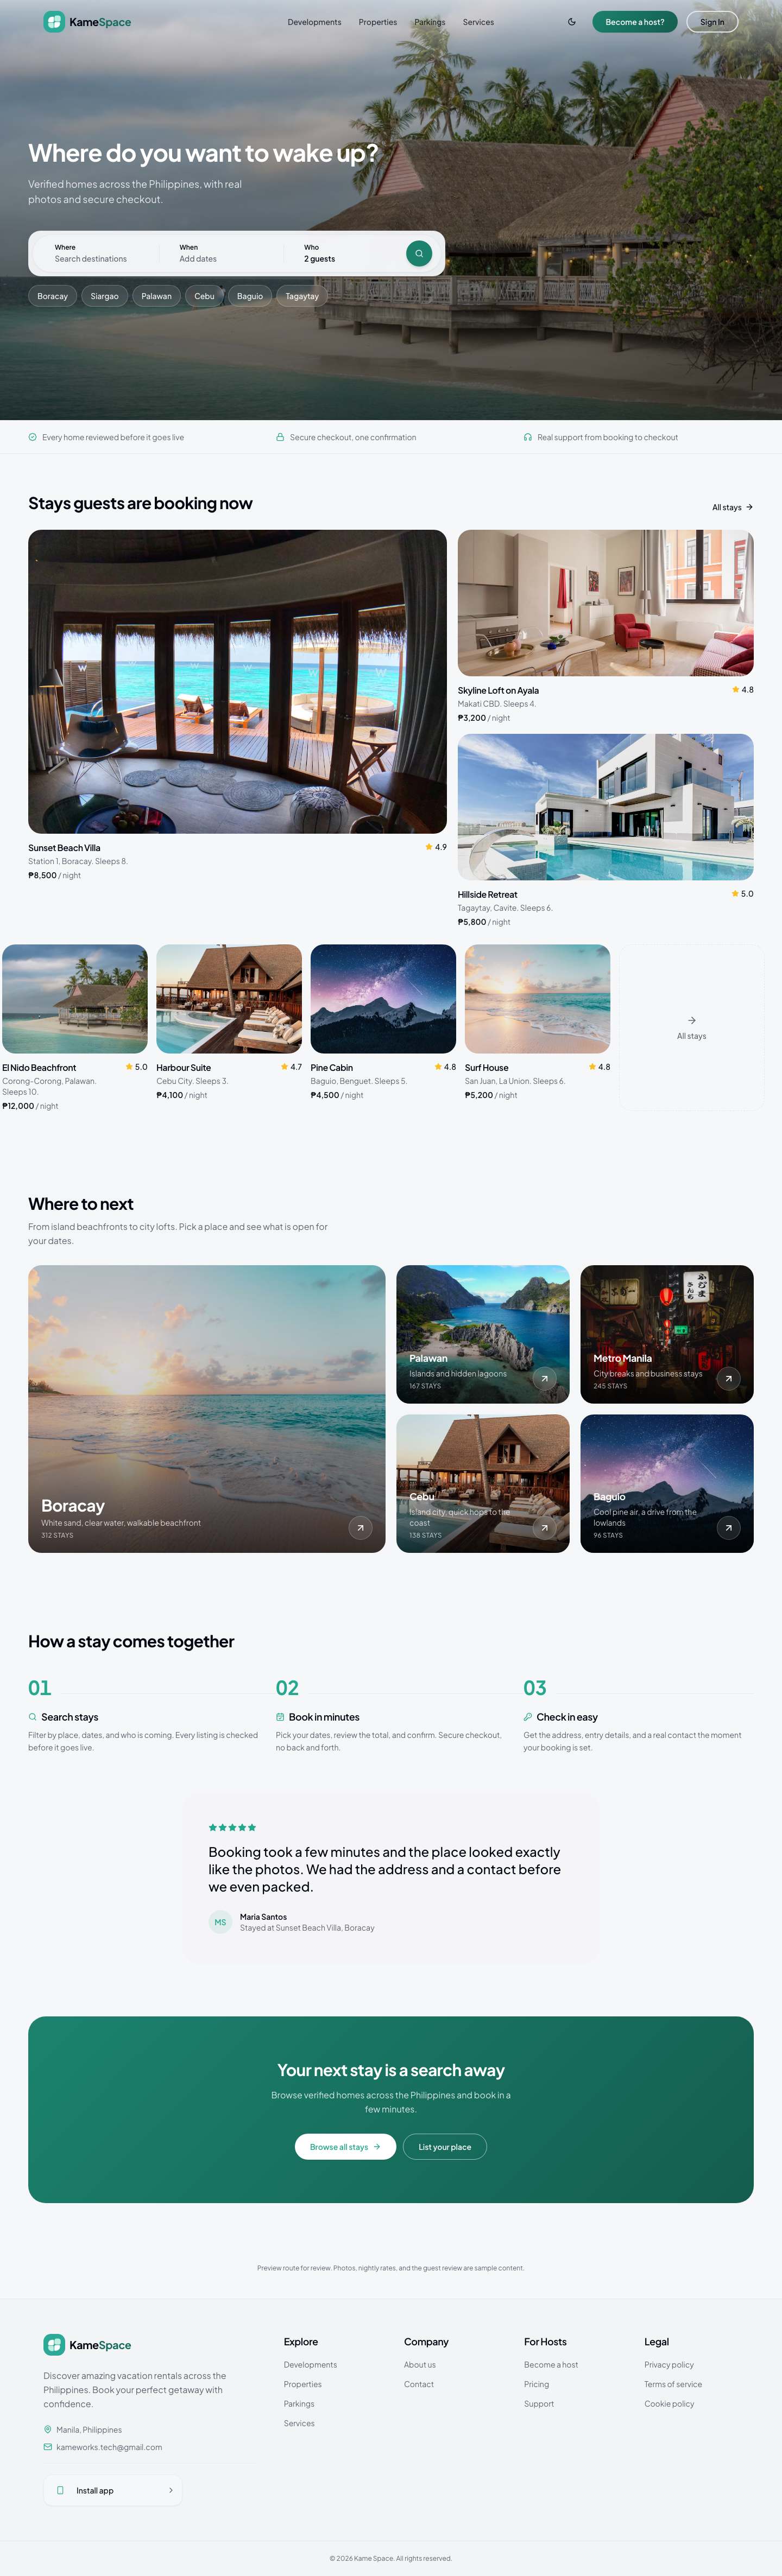 KameSpace
Developments
Properties
Parkings
Services
Become a host?
Sign In
Where do you want to wake up?
Verified homes across the Philippines, with real
photos and secure checkout.
Where
Search destinations
When
Add dates
Who
2 guests
Boracay
Siargao
Palawan
Cebu
Baguio
Tagaytay
Every home reviewed before it goes live
Secure checkout, one confirmation
Real support from booking to checkout
Stays guests are booking now
All stays
Sunset Beach Villa
4.9
Station 1, Boracay. Sleeps 8.
₱8,500 / night
Skyline Loft on Ayala
4.8
Makati CBD. Sleeps 4.
₱3,200 / night
Hillside Retreat
5.0
Tagaytay, Cavite. Sleeps 6.
₱5,800 / night
El Nido Beachfront
5.0
Corong-Corong, Palawan.
Sleeps 10.
₱12,000 / night
Harbour Suite
4.7
Cebu City. Sleeps 3.
₱4,100 / night
Pine Cabin
4.8
Baguio, Benguet. Sleeps 5.
₱4,500 / night
Surf House
4.8
San Juan, La Union. Sleeps 6.
₱5,200 / night
All stays
Where to next
From island beachfronts to city lofts. Pick a place and see what is open for
your dates.
Boracay
White sand, clear water, walkable beachfront
312 STAYS
Palawan
Islands and hidden lagoons
167 STAYS
Metro Manila
City breaks and business stays
245 STAYS
Cebu
Island city, quick hops to the
coast
138 STAYS
Baguio
Cool pine air, a drive from the
lowlands
96 STAYS
How a stay comes together
01
Search stays
Filter by place, dates, and who is coming. Every listing is checked
before it goes live.
02
Book in minutes
Pick your dates, review the total, and confirm. Secure checkout,
no back and forth.
03
Check in easy
Get the address, entry details, and a real contact the moment
your booking is set.
Booking took a few minutes and the place looked exactly
like the photos. We had the address and a contact before
we even packed.
MS
Maria Santos
Stayed at Sunset Beach Villa, Boracay
Your next stay is a search away
Browse verified homes across the Philippines and book in a
few minutes.
Browse all stays
List your place
Preview route for review. Photos, nightly rates, and the guest review are sample content.
KameSpace
Discover amazing vacation rentals across the
Philippines. Book your perfect getaway with
confidence.
Manila, Philippines
kameworks.tech@gmail.com
Install app
Explore
Developments
Properties
Parkings
Services
Company
About us
Contact
For Hosts
Become a host
Pricing
Support
Legal
Privacy policy
Terms of service
Cookie policy
© 2026 Kame Space. All rights reserved.